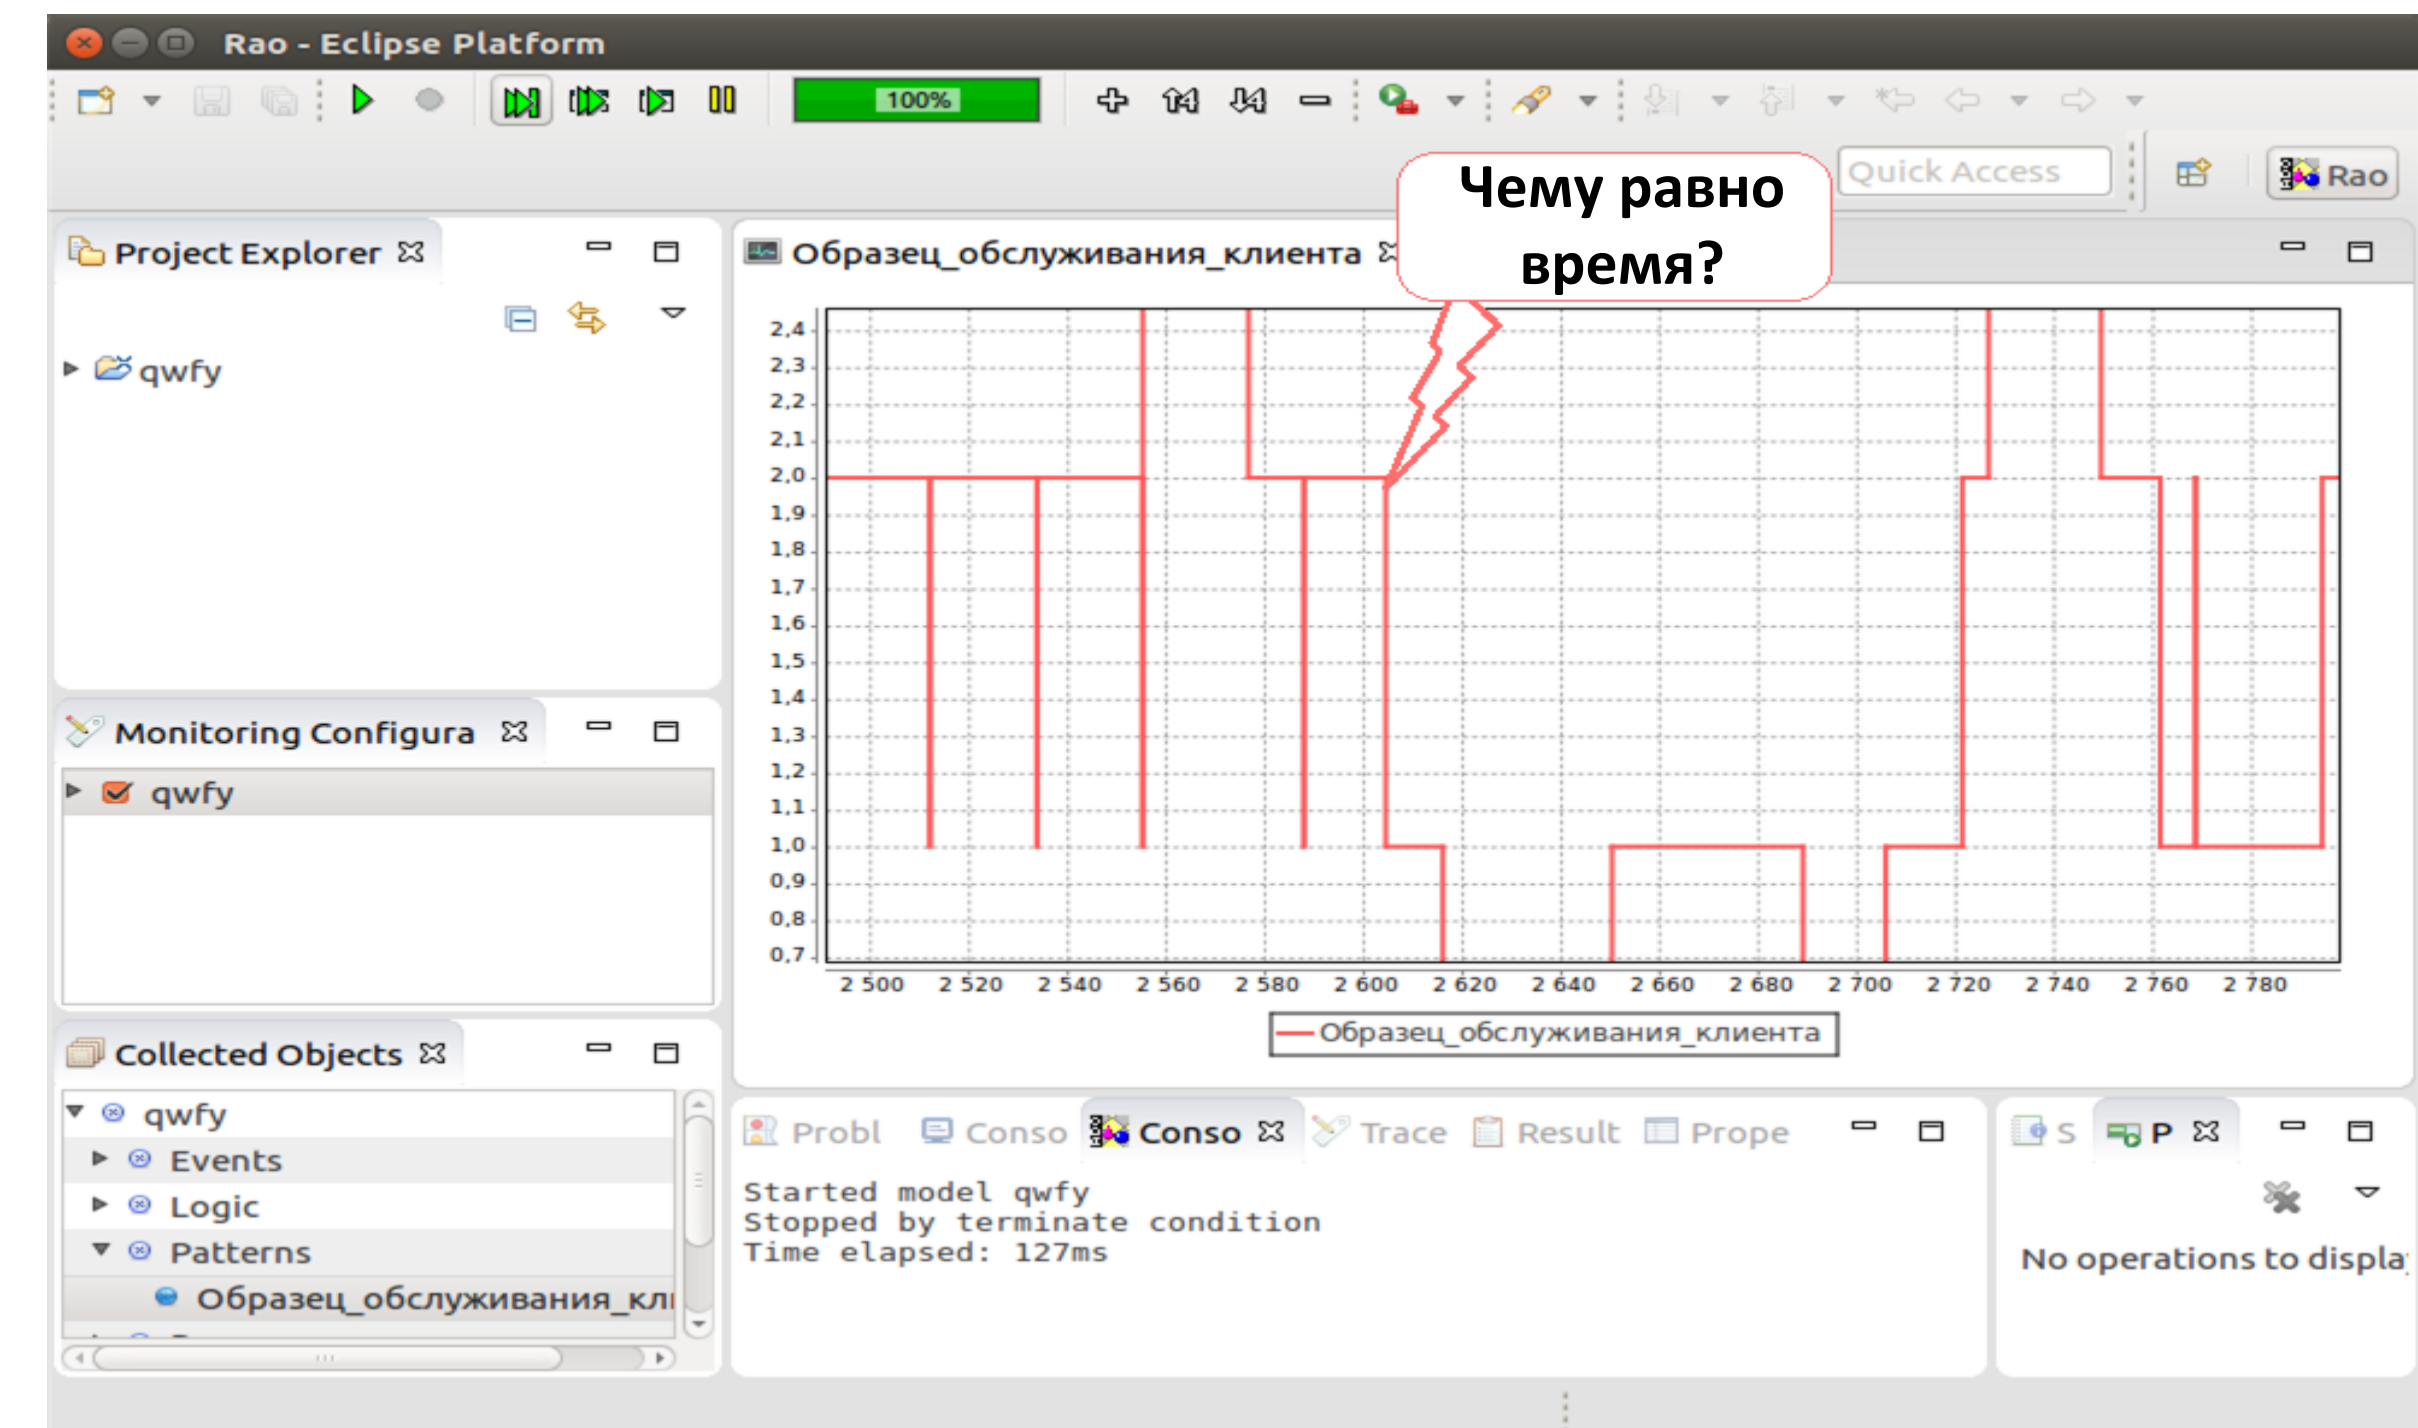 Rao - Eclipse Platform
100%
Quick Access
Rao
Чему равно
время?
Project Explorer
qwfy
Образец_обслуживания_клиента
2,4
2,3
2,2
2,1
2,0
1,9
1,8
1,7
1,6
1,5
1,4
1,3
1,2
1,1
1,0
0,9
0,8
0,7
2 500 2 520 2 540 2 560 2 580 2 600 2 620 2 640 2 660 2 680 2 700 2 720 2 740 2 760 2 780
Образец_обслуживания_клиента
Monitoring Configura
qwfy
Collected Objects
qwfy
Events
Logic
Patterns
Образец_обслуживания_кл
Probl Conso Conso Trace Result Prope
Started model qwfy
Stopped by terminate condition
Time elapsed: 127ms
S P
No operations to displa